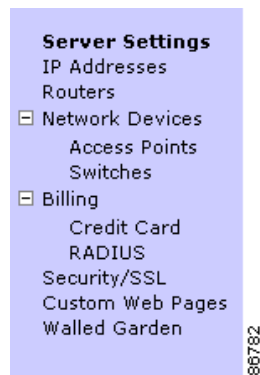 Server Settings
IP Addresses
Routers
Network Devices
Access Points
Switches
Billing
Credit Card
RADIUS
Security/SSL
Custom Web Pages
Walled Garden
86782